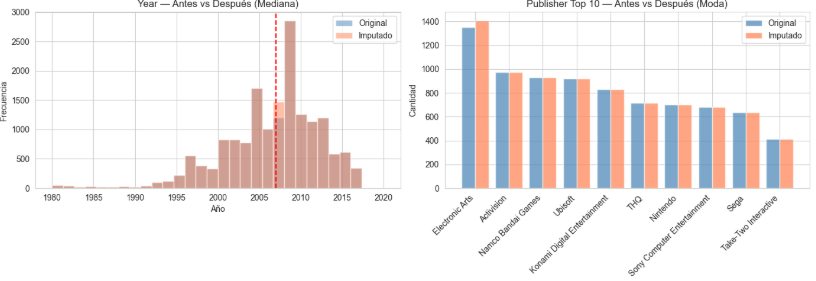 Year — Antes vs Después (Mediana)
Original
Imputado
3000
2500
2000
1500
1000
500
0
Frecuencia
1980
1985
1990
1995
2000
2005
2010
2015
2020
Año
Publisher Top 10 — Antes vs Después (Moda)
Original
Imputado
1400
1200
1000
800
600
400
200
0
Cantidad
Electronic Arts
Activision
Namco Bandai Games
Ubisoft
Konami Digital Entertainment
THQ
Nintendo
Sony Computer Entertainment
Sega
Take-Two Interactive